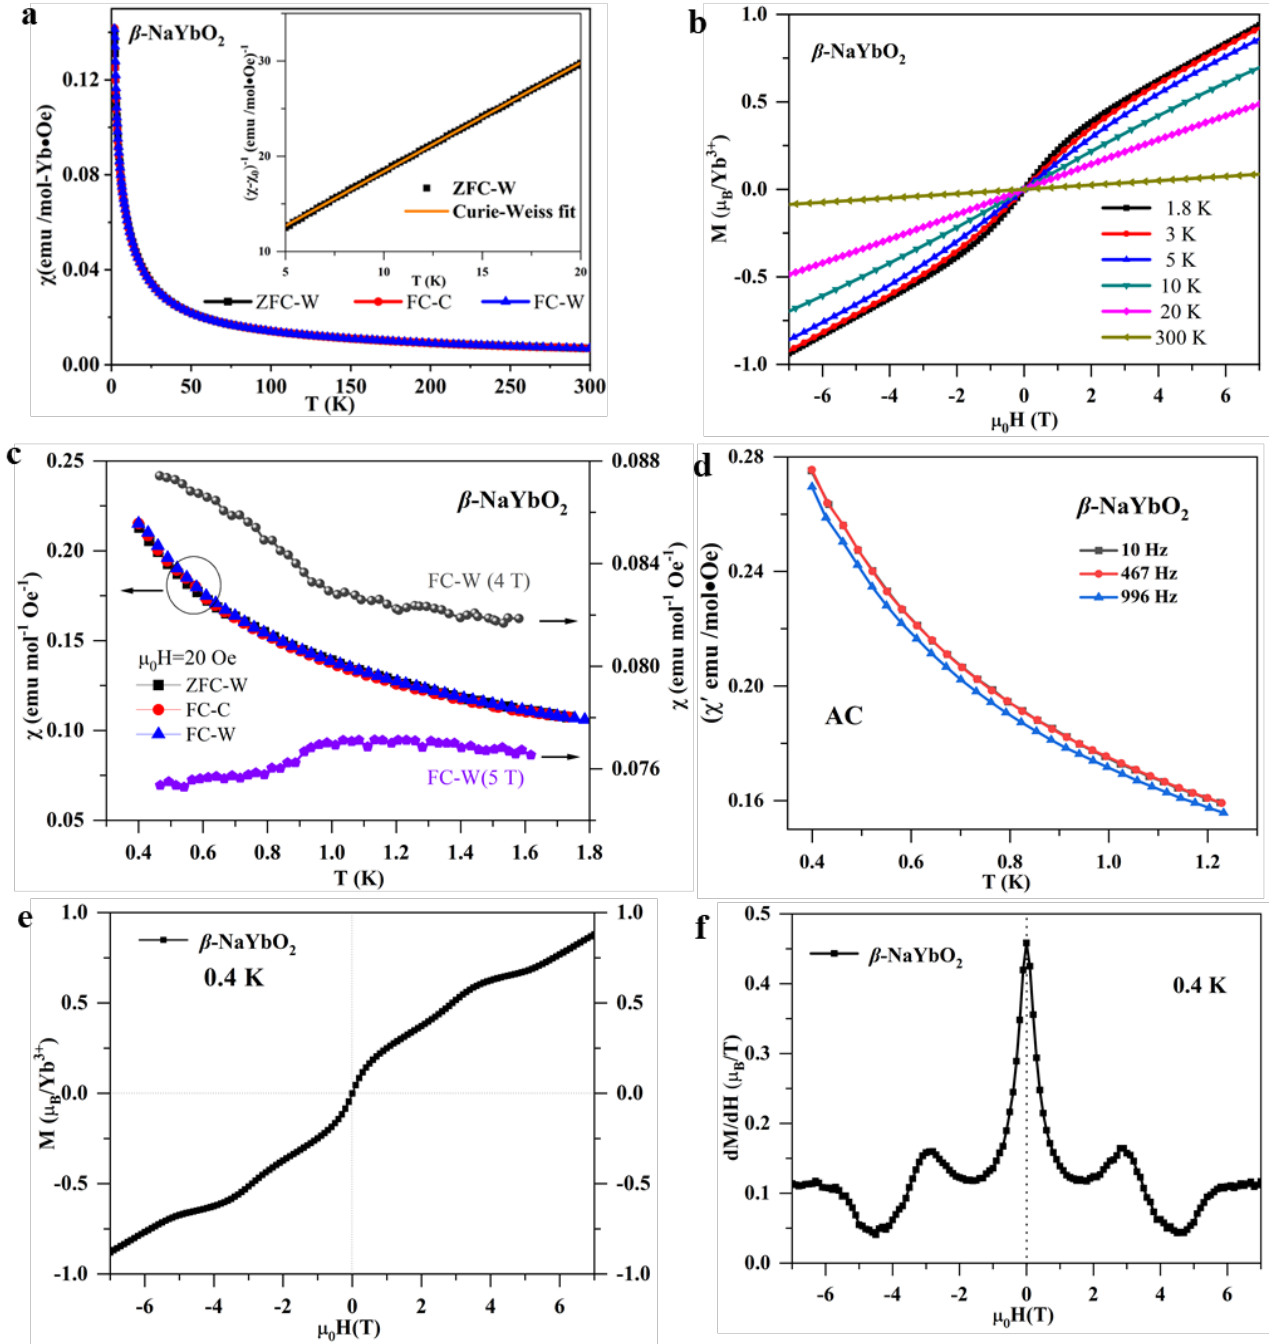 a
β-NaYbO2
χ(emu /mol-Yb•Oe)
0.12
0.08
0.04
0.00
0 50 100 150 200 250 300
T (K)
(χ-χ0)-1 (emu /mol•Oe)-1
30
20
10
5 10 15 20
T (K)
ZFC-W
Curie-Weiss fit
ZFC-W FC-C FC-W
b
β-NaYbO2
M (μB/Yb3+)
1.0
0.5
0.0
-0.5
-1.0
-6 -4 -2 0 2 4 6
μ0H (T)
1.8 K
3 K
5 K
10 K
20 K
300 K
c
χ(emu mol-1 Oe-1)
0.25
0.20
0.15
0.10
0.05
0.4 0.6 0.8 1.0 1.2 1.4 1.6 1.8
T (K)
0.088
0.084
0.080
0.076
χ(emu mol-1 Oe-1)
β-NaYbO2
FC-W (4 T)
μ0H=20 Oe
ZFC-W
FC-C
FC-W
FC-W(5 T)
d
(χ′ emu /mol•Oe)
0.28
0.24
0.20
0.16
0.4 0.6 0.8 1.0 1.2
T (K)
β-NaYbO2
10 Hz
467 Hz
996 Hz
AC
e
M (μB/Yb3+)
1.0
0.5
0.0
-0.5
-1.0
-6 -4 -2 0 2 4 6
μ0H(T)
1.0
0.5
0.0
-0.5
-1.0
β-NaYbO2
0.4 K
f
dM/dH (μB/T)
0.5
0.4
0.3
0.2
0.1
0.0
-6 -4 -2 0 2 4 6
μ0H(T)
β-NaYbO2
0.4 K